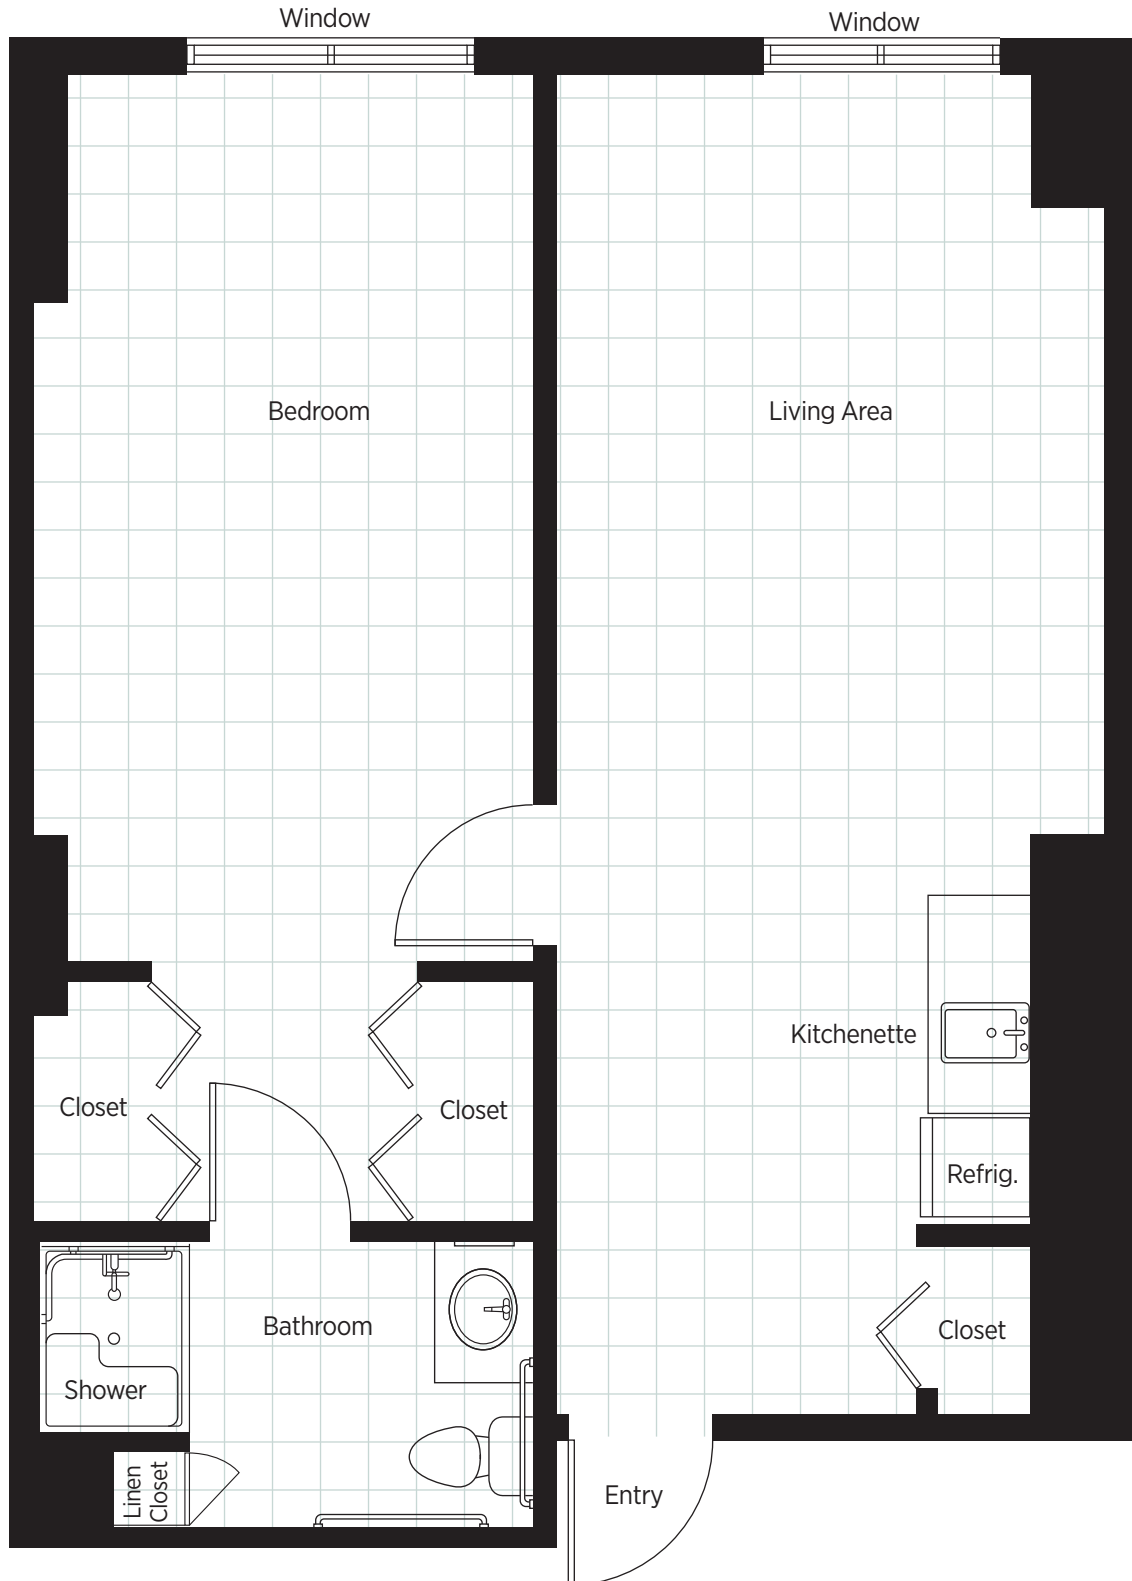 Window
Window
Bedroom
Living Area
Kitchenette
Closet
Closet
Refrig.
Bathroom
Closet
Shower
Linen
Closet
Entry